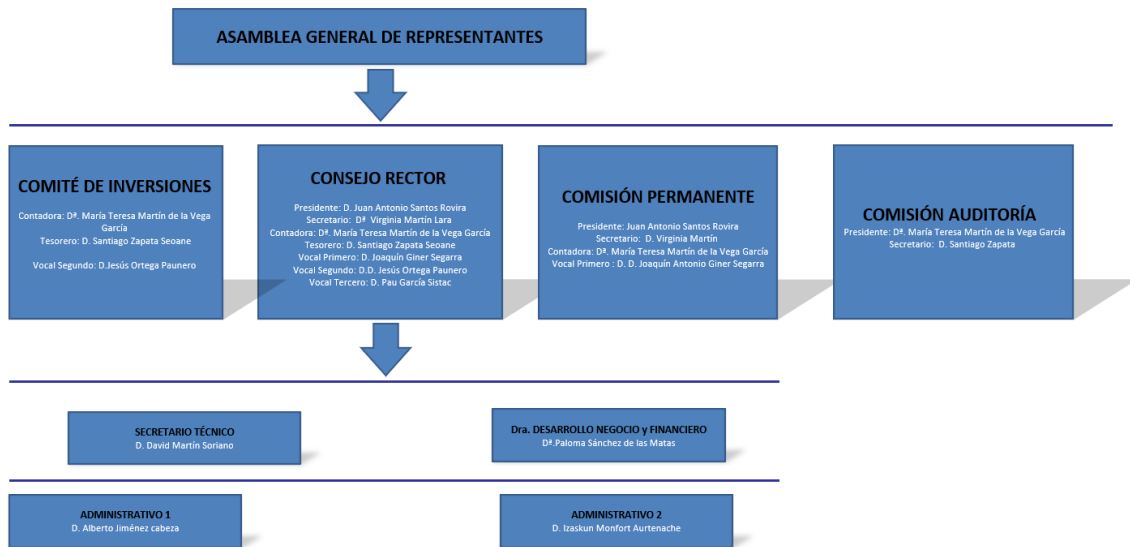 ASAMBLEA GENERAL DE REPRESENTANTES
COMITÉ DE INVERSIONES
Contadora: Dª. María Teresa Martín de la Vega
García
Tesorero: D. Santiago Zapata Seoane
Vocal Segundo: D.Jesús Ortega Paunero
CONSEJO RECTOR
Presidente: D. Juan Antonio Santos Rovira
Secretario: Dª Virginia Martín Lara
Contadora: Dª. María Teresa Martín de la Vega García
Tesorero: D. Santiago Zapata Seoane
Vocal Primero: D. Joaquín Giner Segarra
Vocal Segundo: D.D. Jesús Ortega Paunero
Vocal Tercero: D. Pau García Sistac
COMISIÓN PERMANENTE
Presidente: Juan Antonio Santos Rovira
Secretario: D. Virginia Martín
Contadora: Dª. María Teresa Martín de la Vega García
Vocal Primero : D. D. Joaquín Antonio Giner Segarra
COMISIÓN AUDITORÍA
Presidente: Dª. María Teresa Martín de la Vega García
Secretario: D. Santiago Zapata
SECRETARIO TÉCNICO
D. David Martín Soriano
Dra. DESARROLLO NEGOCIO y FINANCIERO
Dª.Paloma Sánchez de las Matas
ADMINISTRATIVO 1
D. Alberto Jiménez cabeza
ADMINISTRATIVO 2
D. Izaskun Monfort Aurtenache